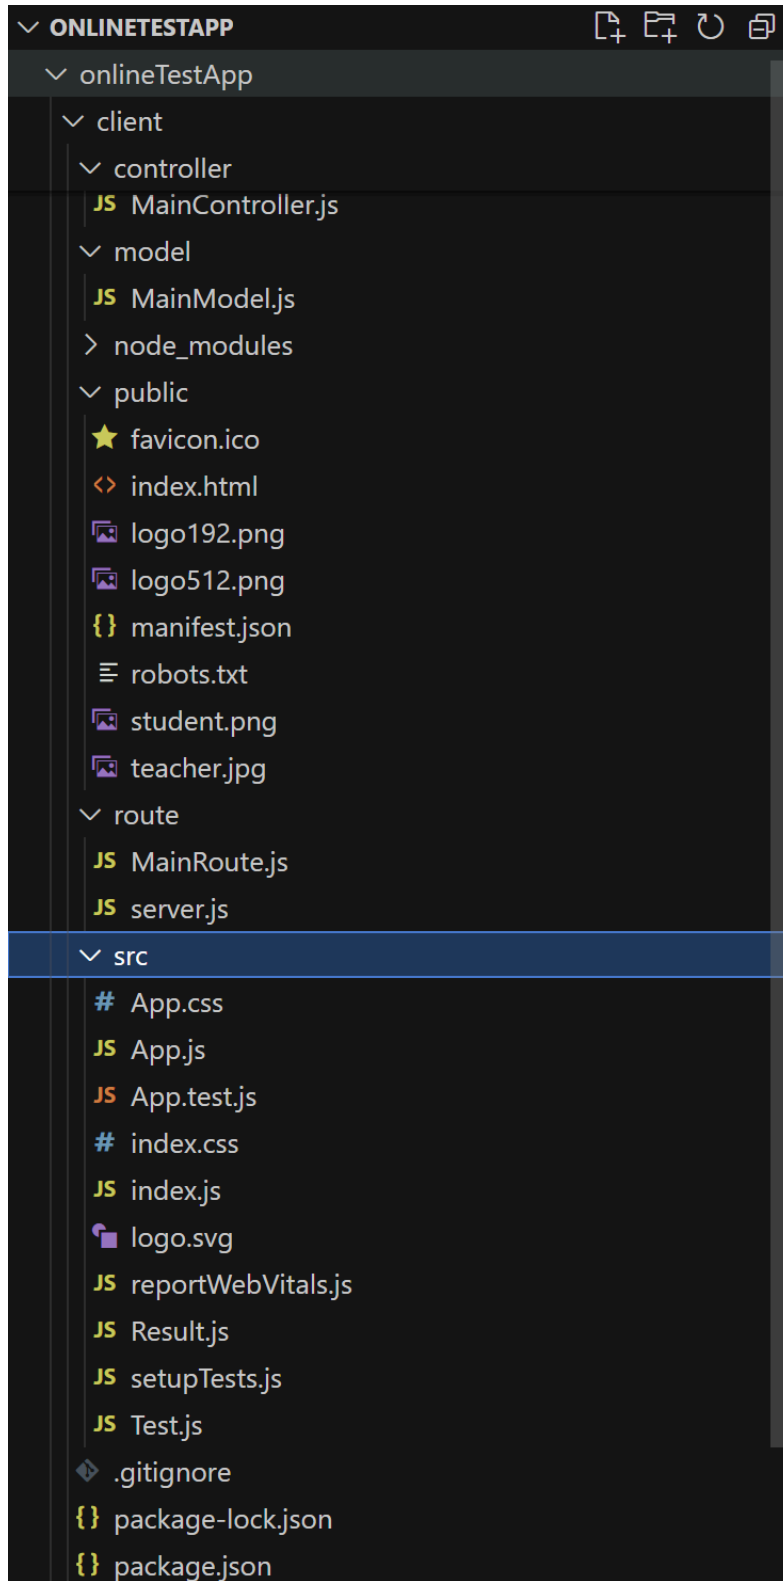 ONLINETESTAPP
onlineTestApp
client
controller
JS MainController.js
model
JS MainModel.js
node_modules
public
favicon.ico
<> index.html
logo192.png
logo512.png
{} manifest.json
robots.txt
student.png
teacher.jpg
route
JS MainRoute.js
JS server.js
src
# App.css
JS App.js
JS App.test.js
# index.css
JS index.js
logo.svg
JS reportWebVitals.js
JS Result.js
JS setupTests.js
JS Test.js
.gitignore
{} package-lock.json
{} package.json